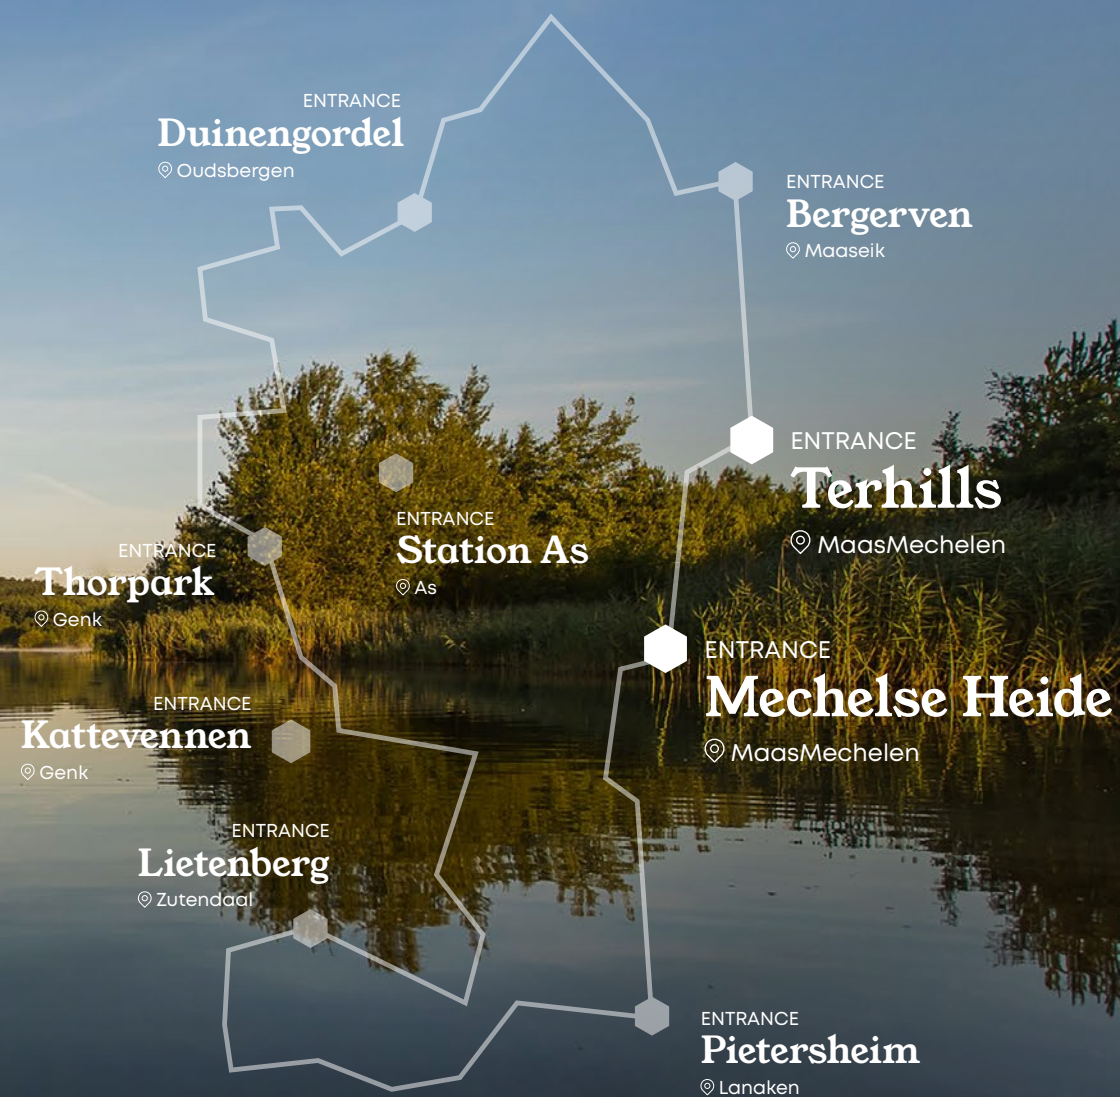 ENTRANCE
Duinengordel
Oudsbergen
ENTRANCE
Bergerven
Maaseik
ENTRANCE
Terhills
MaasMechelen
ENTRANCE
Station As
As
ENTRANCE
Thorpark
Genk
ENTRANCE
Mechelse Heide
MaasMechelen
ENTRANCE
Kattevennen
Genk
ENTRANCE
Lietenberg
Zutendaal
ENTRANCE
Pietersheim
Lanaken